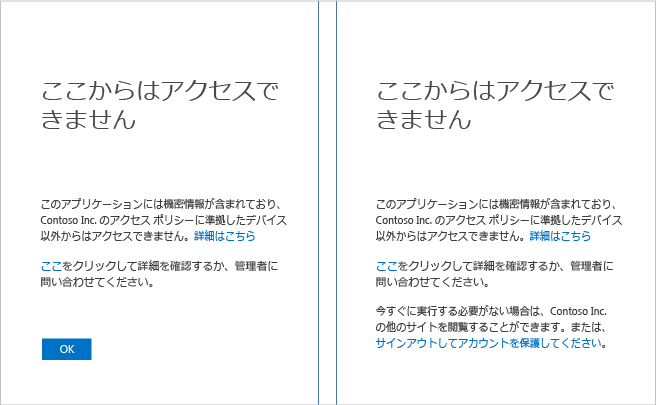 ここからはアクセスで
きません
このアプリケーションには機密情報が含まれており、
Contoso Inc. のアクセス ポリシーに準拠したデバイス
以外からはアクセスできません。詳細はこちら
ここをクリックして詳細を確認するか、管理者に
問い合わせてください。
OK
ここからはアクセスで
きません
このアプリケーションには機密情報が含まれており、
Contoso Inc. のアクセス ポリシーに準拠したデバイス
以外からはアクセスできません。詳細はこちら
ここをクリックして詳細を確認するか、管理者に
問い合わせてください。
今すぐに実行する必要がない場合は、Contoso Inc.
の他のサイトを閲覧することができます。または、
サインアウトしてアカウントを保護してください。